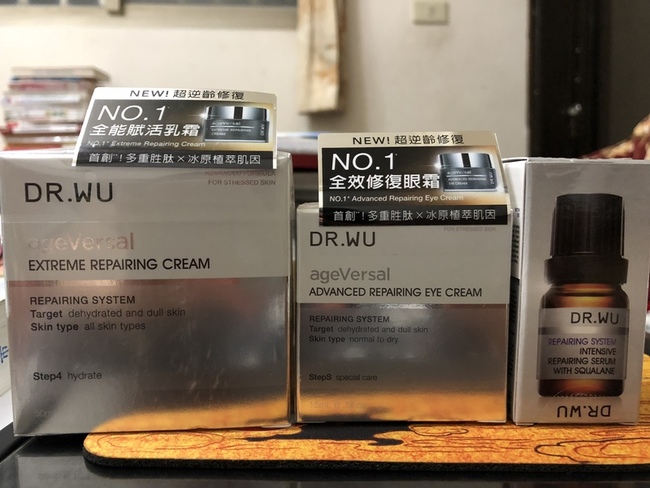 NEW! 超逆齡修復
NO.1
全能賦活乳霜
NO.1* Extreme Repairing Cream
首創**!多重胜肽×冰原植萃肌因
FOR STRESSED SKIN
DR.WU
ageVersal
EXTREME REPAIRING CREAM
REPAIRING SYSTEM
Target dehydrated and dull skin
Skin type all skin types
Step4 hydrate
NEW! 超逆齡修復
NO.1
全效修復眼霜
NO.1* Advanced Repairing Eye Cream
首創**!多重胜肽×冰原植萃肌因
FOR STRESSED SKIN
DR.WU
ageVersal
ADVANCED REPAIRING EYE CREAM
REPAIRING SYSTEM
Target dehydrated and dull skin
Skin type normal to dry
Step5 special care
DR.WU
REPAIRING SYSTEM
INTENSIVE
REPAIRING SERUM
WITH SQUALANE
DR.WU